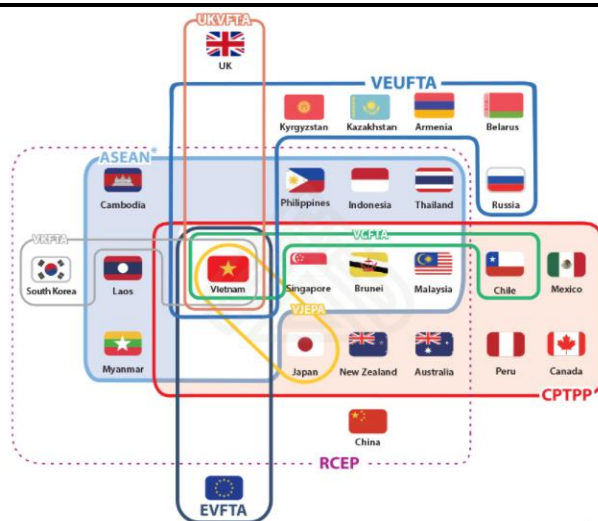 UKVFTA
UK
VEUFTA
Kyrgyzstan Kazakhstan Armenia Belarus
ASEAN*
Cambodia Philippines Indonesia Thailand Russia
VKFTA VCFTA
South Korea Laos Vietnam Singapore Brunei Malaysia Chile Mexico
VJEPA
Myanmar Japan New Zealand Australia Peru Canada
CPTPP
China
RCEP
EVFTA